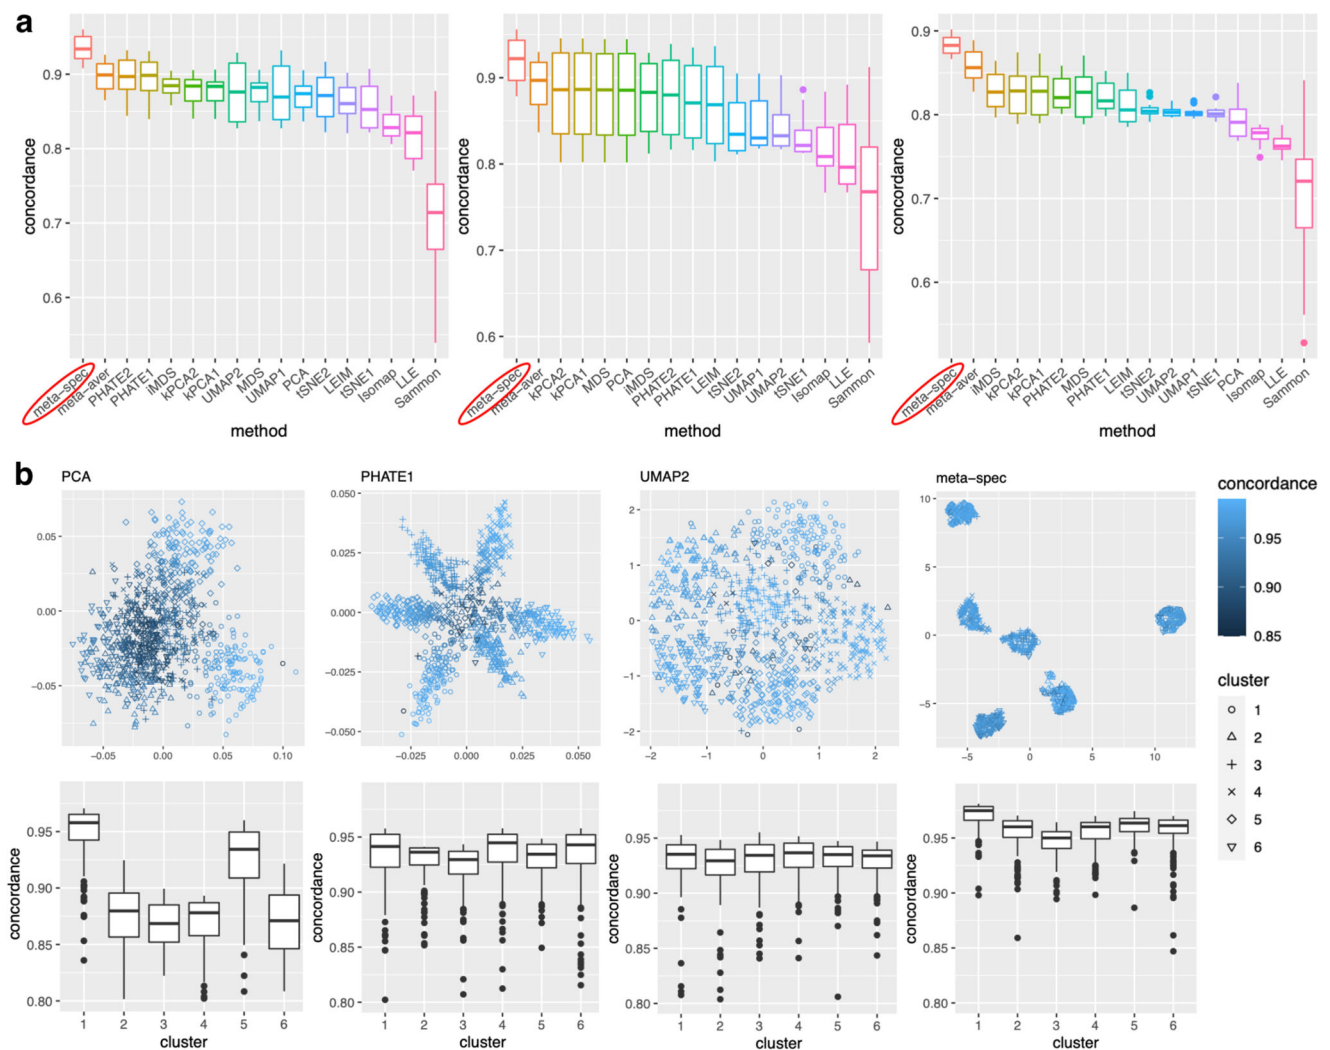 a
concordance
0.9
0.8
0.7
0.6
meta-spec
meta-aver
PHATE2
PHATE1
iMDS
kPCA2
kPCA1
UMAP2
MDS
UMAP1
PCA
tSNE2
LEIM
tSNE1
Isomap
LLE
Sammon
method
concordance
0.9
0.8
0.7
0.6
meta-spec
meta-aver
kPCA2
kPCA1
MDS
PCA
iMDS
PHATE2
PHATE1
LEIM
tSNE2
UMAP1
UMAP2
tSNE1
Isomap
LLE
Sammon
method
concordance
0.9
0.8
0.7
0.6
meta-spec
meta-aver
iMDS
kPCA2
kPCA1
PHATE2
MDS
PHATE1
LEIM
tSNE2
UMAP2
UMAP1
tSNE1
PCA
Isomap
LLE
Sammon
method
b
PCA
0.05
0.00
-0.05
-0.05 0.00 0.05 0.10
PHATE1
0.050
0.025
0.000
-0.025
-0.050
-0.025 0.000 0.025 0.050
UMAP2
2
1
0
-1
-2
-2 -1 0 1 2
meta-spec
10
5
0
-5
-5 0 5 10
concordance
0.95
0.90
0.85
cluster
1
2
3
4
5
6
concordance
0.95
0.90
0.85
0.80
1 2 3 4 5 6
cluster
concordance
0.95
0.90
0.85
0.80
1 2 3 4 5 6
cluster
concordance
0.95
0.90
0.85
0.80
1 2 3 4 5 6
cluster
concordance
0.95
0.90
0.85
0.80
1 2 3 4 5 6
cluster